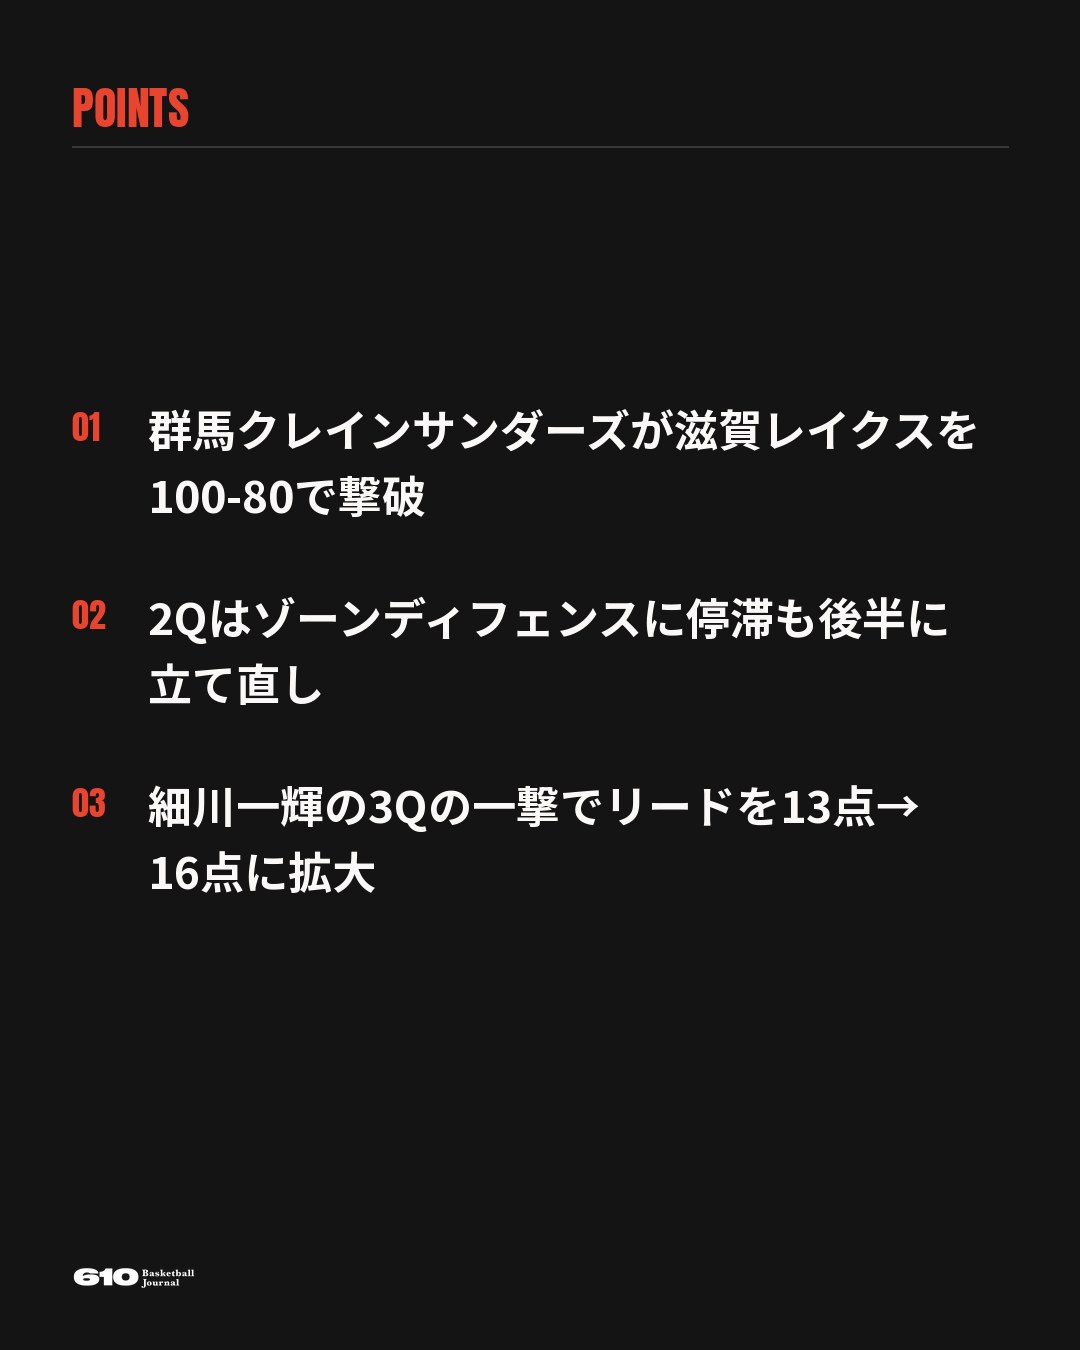 POINTS
01 群馬クレインサンダーズが滋賀レイクスを
100-80で撃破
02 2Qはゾーンディフェンスに停滞も後半に
立て直し
03 細川一輝の3Qの一撃でリードを13点→
16点に拡大
610 Basketball
Journal